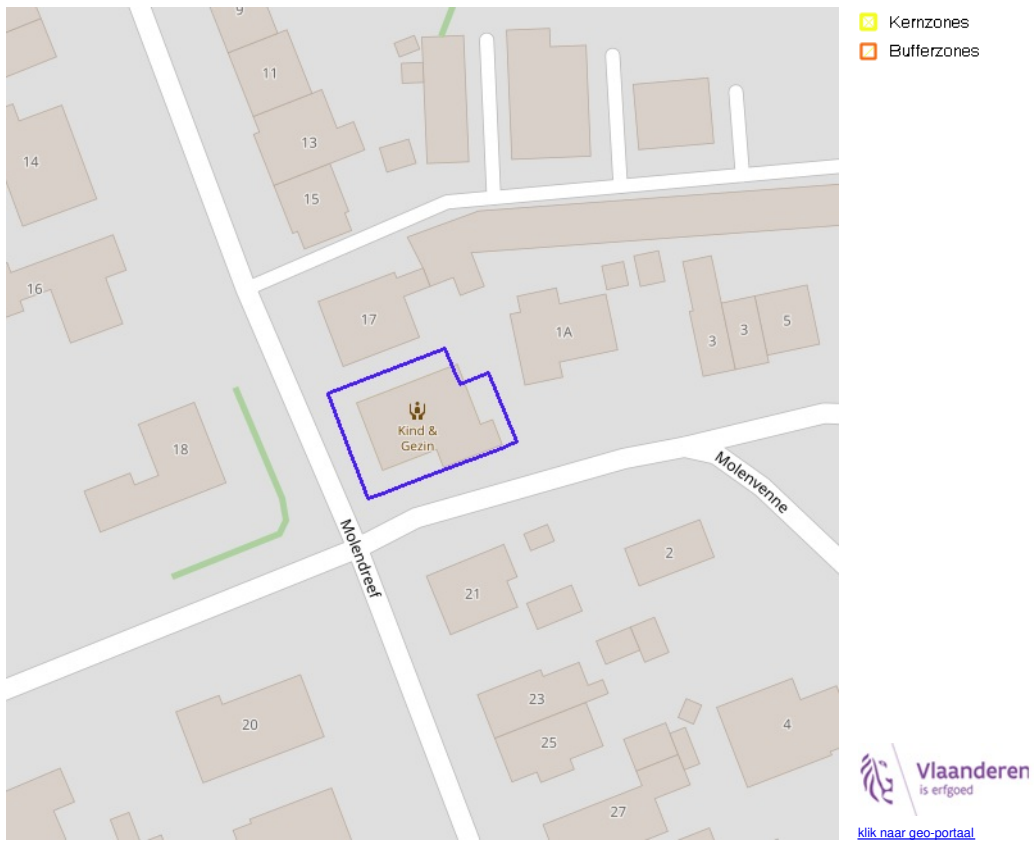 9
11
13
15
14
16
17
1A
3
3
5
Kind &
Gezin
18
Molenvenne
Molendreef
2
21
23
25
20
4
27
Kernzones
Bufferzones
Vlaanderen
is erfgoed
klik naar geo-portaal